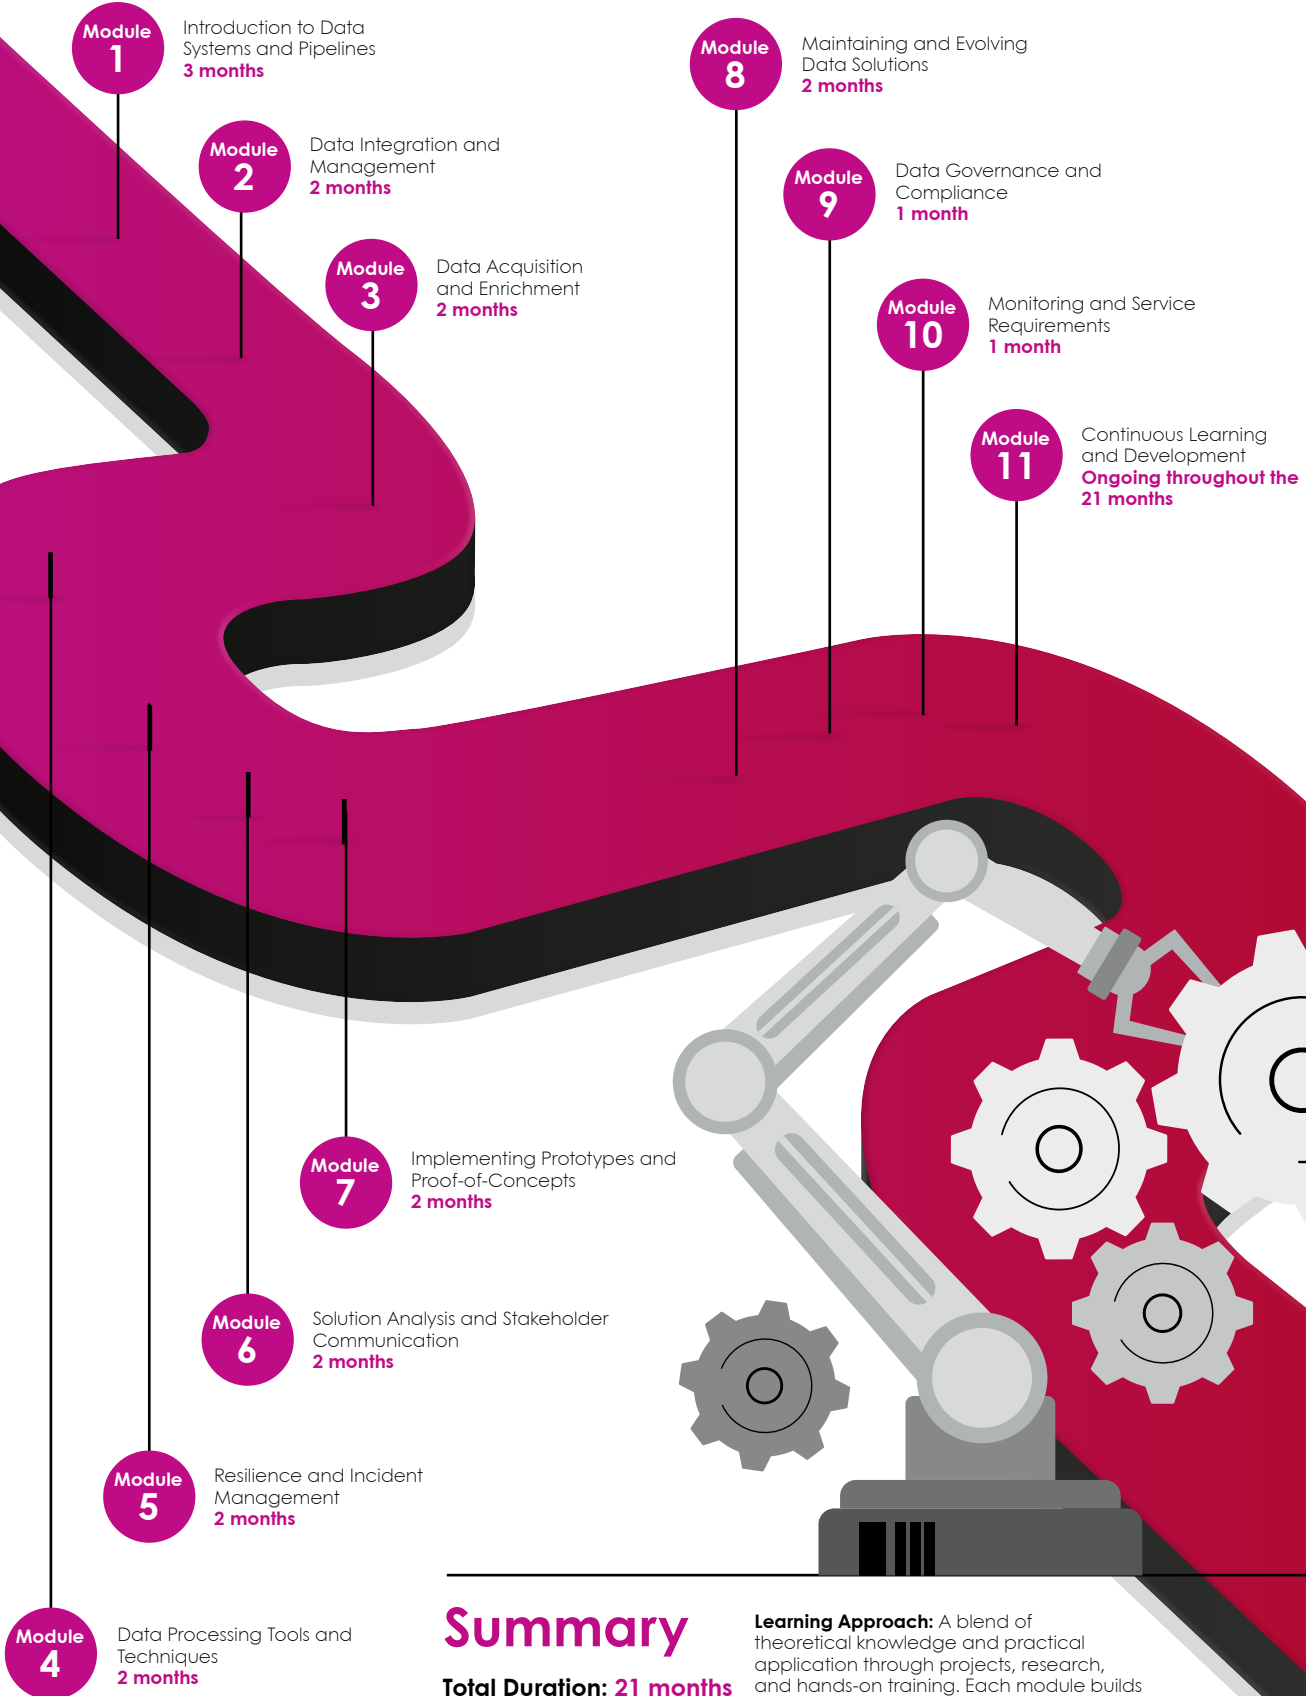 Module
1
Introduction to Data
Systems and Pipelines
3 months
Module
2
Data Integration and
Management
2 months
Module
3
Data Acquisition
and Enrichment
2 months
Module
8
Maintaining and Evolving
Data Solutions
2 months
Module
9
Data Governance and
Compliance
1 month
Module
10
Monitoring and Service
Requirements
1 month
Module
11
Continuous Learning
and Development
Ongoing throughout the
21 months
Module
7
Implementing Prototypes and
Proof-of-Concepts
2 months
Module
6
Solution Analysis and Stakeholder
Communication
2 months
Module
5
Resilience and Incident
Management
2 months
Module
4
Data Processing Tools and
Techniques
2 months
Summary
Total Duration: 21 months
Learning Approach: A blend of
theoretical knowledge and practical
application through projects, research,
and hands-on training. Each module builds